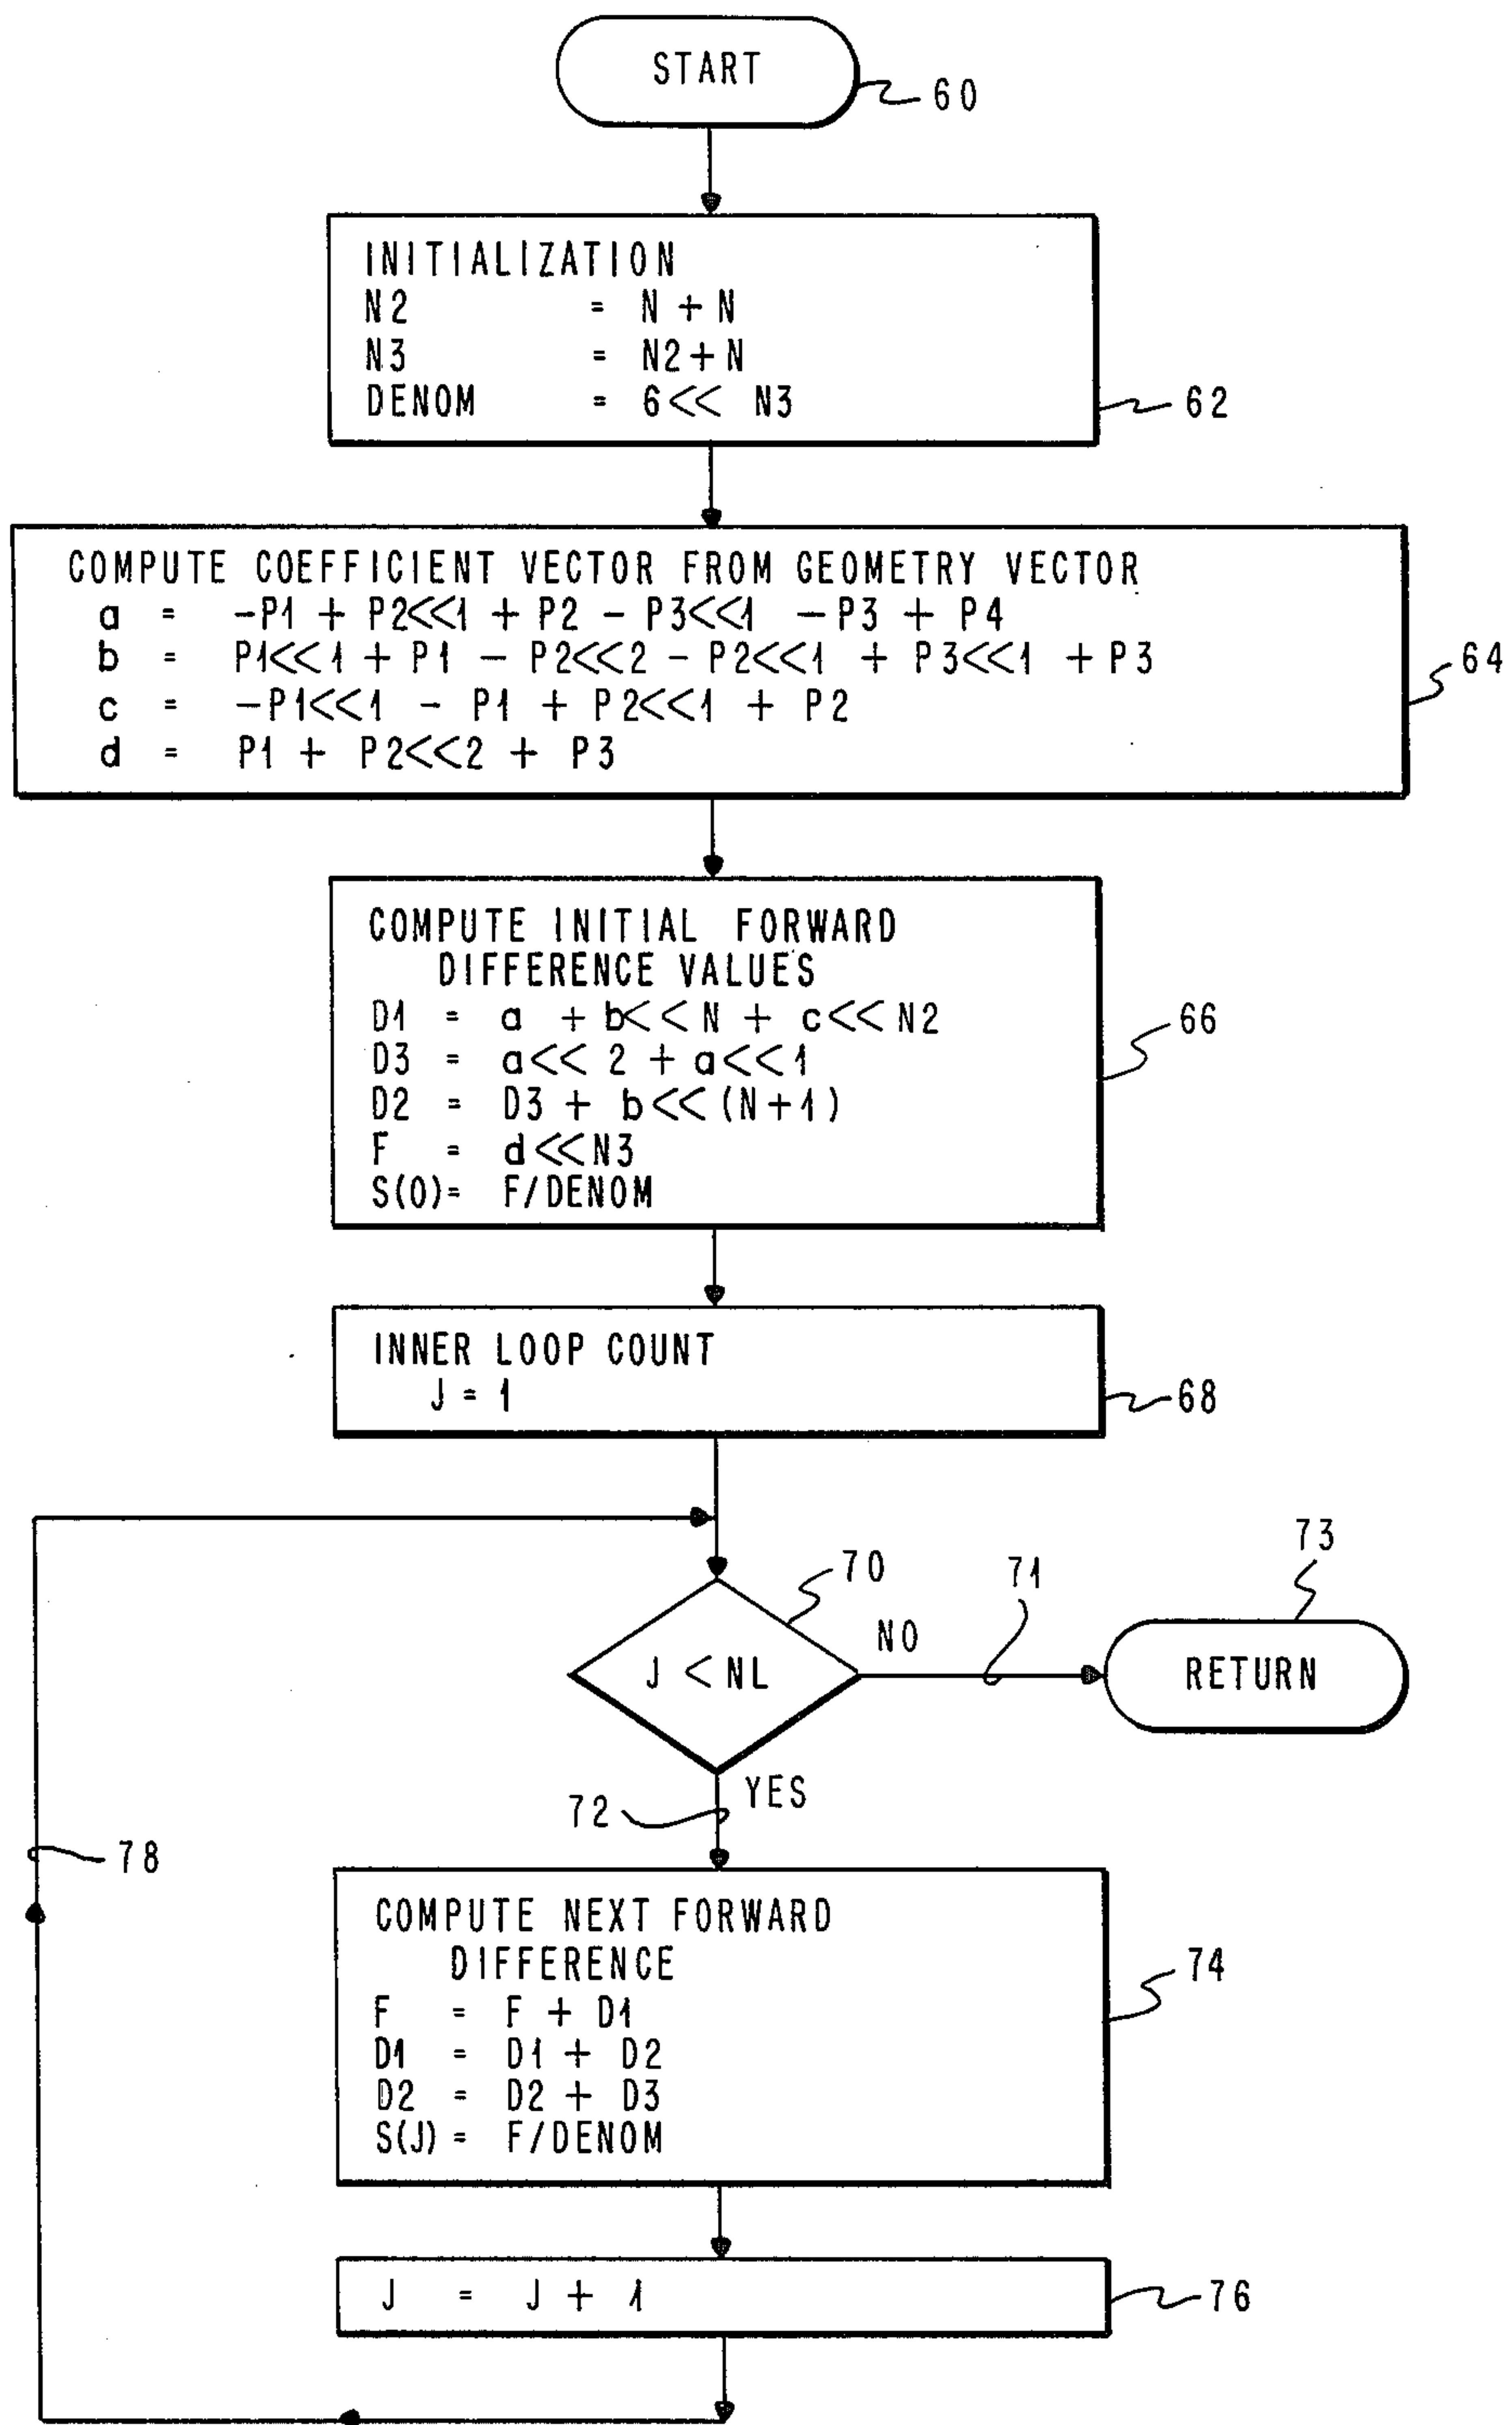 START
60
INITIALIZATION
N2 = N + N
N3 = N2+N
DENOM = 6<< N3
62
COMPUTE COEFFICIENT VECTOR FROM GEOMETRY VECTOR
a = -P1 + P2<<1 + P2 - P3<<1 -P3 + P4
b = P1<<1 + P1 - P2<<2 - P2<<1 + P3<<1 +P3
c = -P1<<1 - P1 + P2<<1 + P2
d = P1 + P2<<2 + P3
64
COMPUTE INITIAL FORWARD
DIFFERENCE VALUES
D1 = a + b<<N + c<<N2
D3 = a<< 2 + a<<1
D2 = D3 + b<<(N+1)
F = d<<N3
S(0)= F/DENOM
66
INNER LOOP COUNT
J = 1
68
70
J < NL
NO
71
73
RETURN
YES
72
78
COMPUTE NEXT FORWARD
DIFFERENCE
F = F + D1
D1 = D1 + D2
D2 = D2 + D3
S(J) = F/DENOM
74
J = J + 1
76